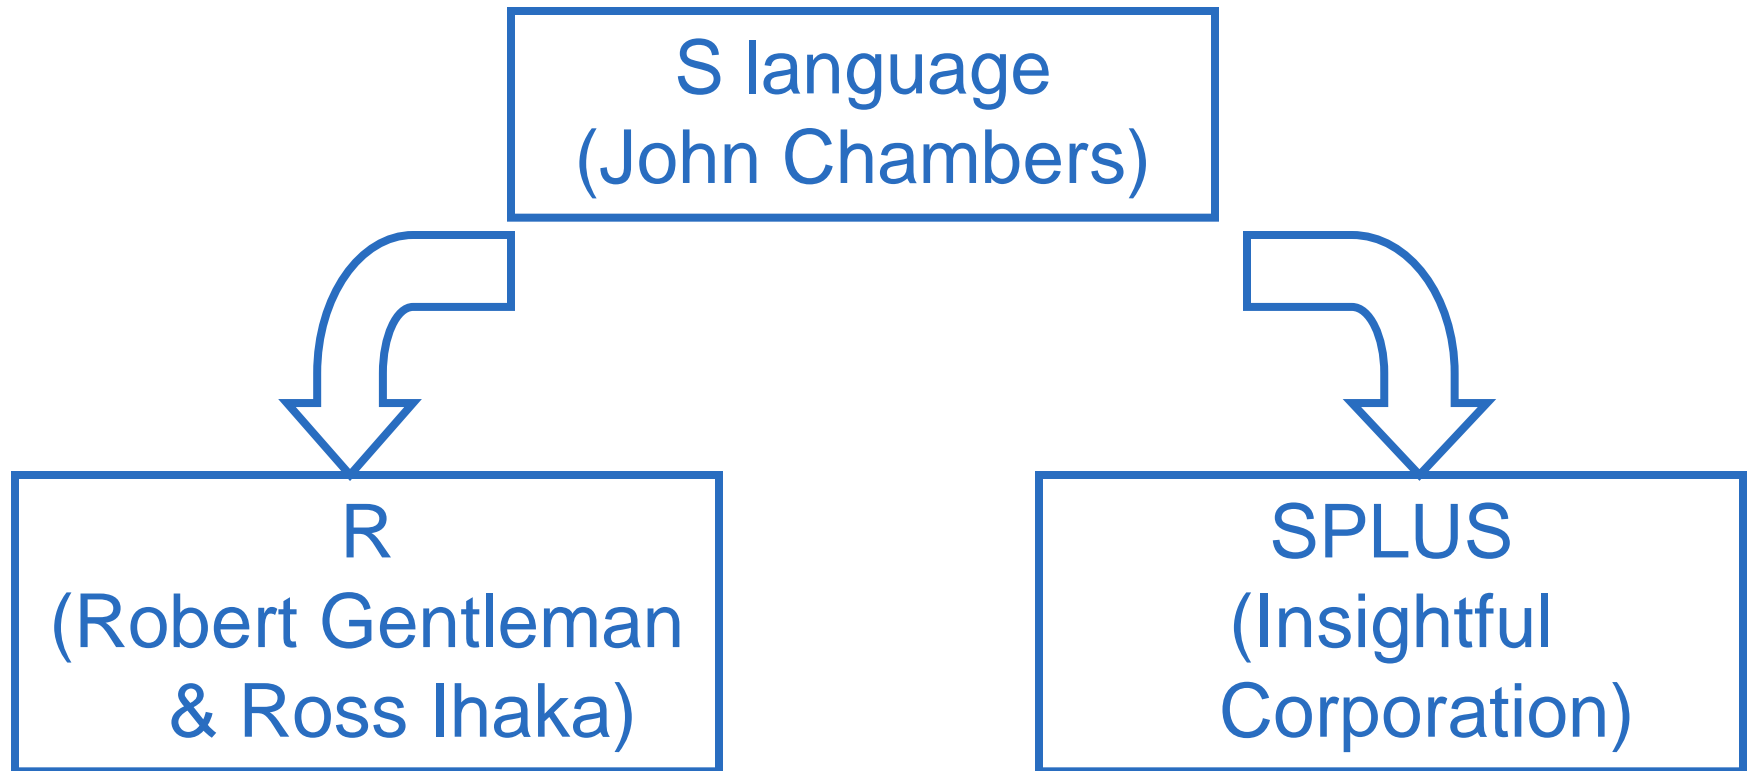 S language
(John Chambers)
R
(Robert Gentleman
& Ross Ihaka)
SPLUS
(Insightful
Corporation)